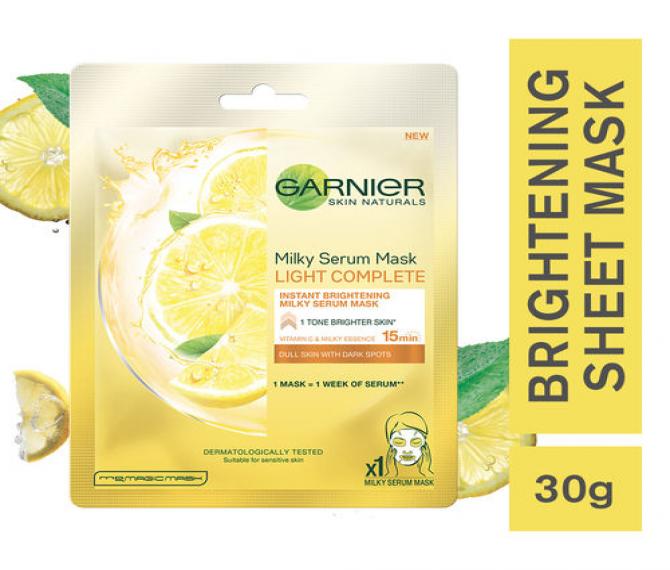 NEW
GARNIER
SKIN NATURALS
Milky Serum Mask
LIGHT COMPLETE
INSTANT BRIGHTENING
MILKY SERUM MASK
1 TONE BRIGHTER SKIN*
VITAMIN C & MILKY ESSENCE 15min
DULL SKIN WITH DARK SPOTS
1 MASK = 1 WEEK OF SERUM**
DERMATOLOGICALLY TESTED
Suitable for sensitive skin
x1
MILKY SERUM MASK
BRIGHTENING
SHEET MASK
30g